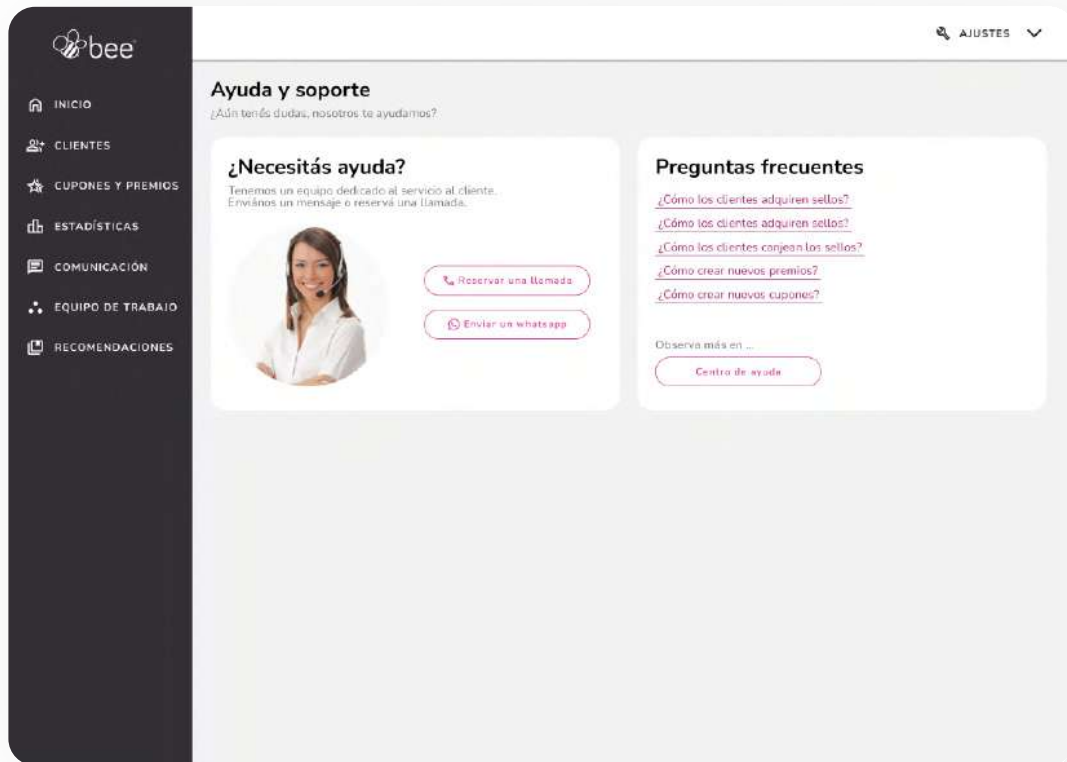 bee
AJUSTES
INICIO
CLIENTES
CUPONES Y PREMIOS
ESTADÍSTICAS
COMUNICACIÓN
EQUIPO DE TRABAJO
RECOMENDACIONES
Ayuda y soporte
¿Aún tenés dudas, nosotros te ayudamos?
¿Necesitás ayuda?
Tenemos un equipo dedicado al servicio al cliente.
Envíános un mensaje o reservá una llamada.
Reservar una llamada
Enviar un whatsapp
Preguntas frecuentes
¿Cómo los clientes adquiren sellos?
¿Cómo los clientes adquiren sellos?
¿Cómo los clientes canjean los sellos?
¿Cómo crear nuevos premios?
¿Cómo crear nuevos cupones?
Observa más en ...
Centro de ayuda